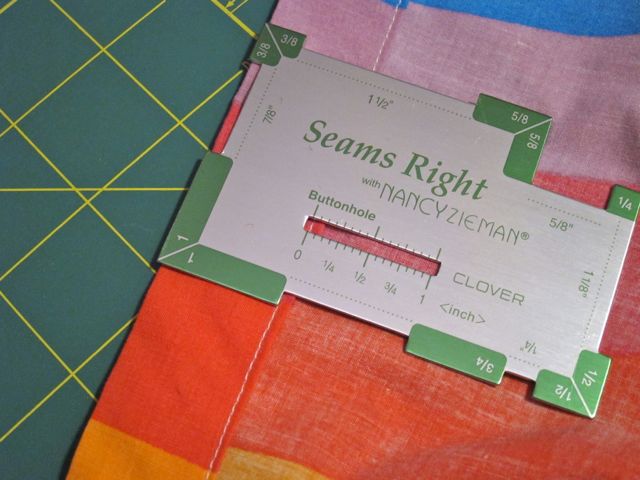 3/8
3/8
1 1/2"
5/8
5/8
7/8"
Seams Right
with NANCY ZIEMAN®
5/8"
1/4
Buttonhole
0 1/4 1/2 3/4 1
CLOVER
<inch>
1 1/8"
1
1
1/4"
3/4
1/2
1/2